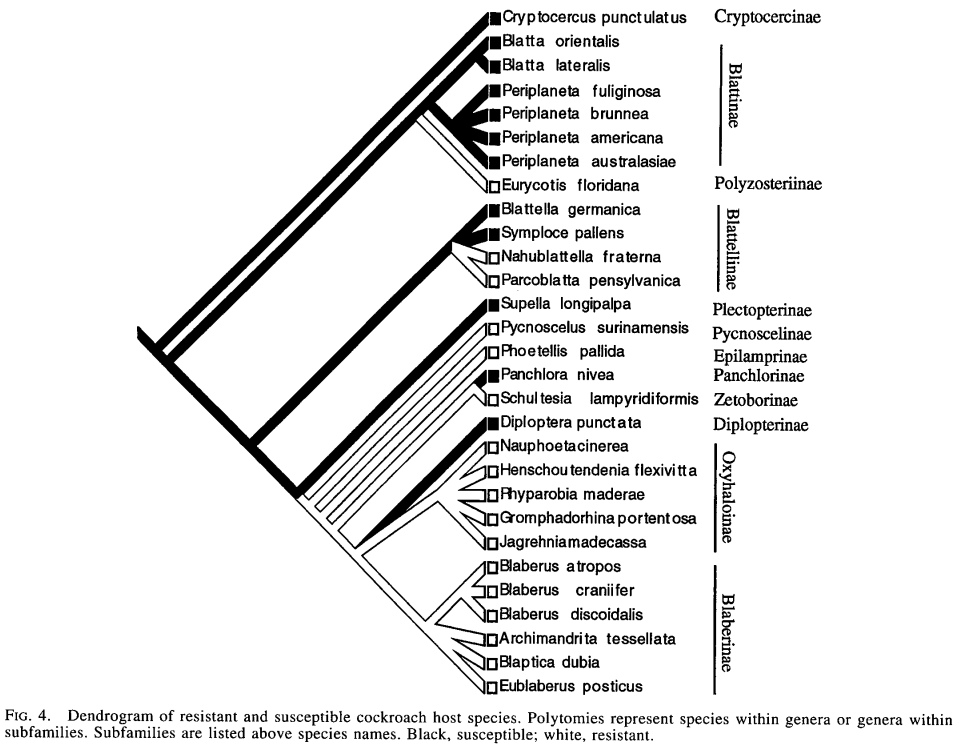 Cryptocercus punctulatus Cryptocercinae
Blatta orientalis
Blatta lateralis
Periplaneta fuliginosa
Periplaneta brunnea
Periplaneta americana
Periplaneta australasiae
Blattinae
Eurycotis floridana Polyzosteriinae
Blattella germanica
Symploce pallens
Nahublattella fraterna
Parcoblatta pensylvanica
Blattellinae
Supella longipalpa Plectopterinae
Pycnoscelus surinamensis Pycnoscelinae
Phoetellis pallida Epilamprinae
Panchlora nivea Panchlorinae
Schultesia lampyridiformis Zetoborinae
Diploptera punctata Diplopterinae
Nauphoetacinerea
Henschoutendenia flexivitta
Rhyparobia maderae
Gromphadorhina portentosa
Jagrehniamadecassa
Oxyhaloinae
Blaberus atropos
Blaberus craniifer
Blaberus discoidalis
Archimandrita tessellata
Blaptica dubia
Eublaberus posticus
Blaberinae
FIG. 4. Dendrogram of resistant and susceptible cockroach host species. Polytomies represent species within genera or genera within
subfamilies. Subfamilies are listed above species names. Black, susceptible; white, resistant.